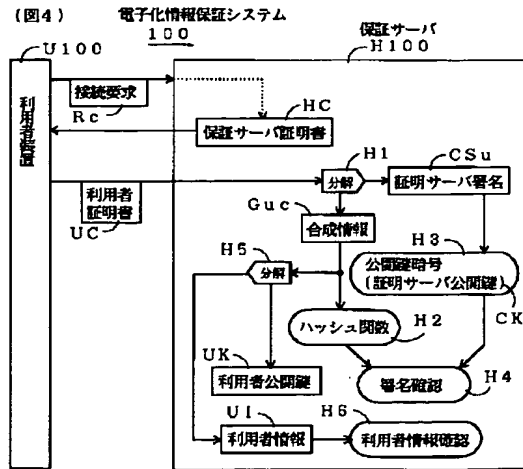 (図4) 電子化情報保証システム
100
U100
保証サーバ
H100
利用者装置
接続要求
Rc
HC
保証サーバ証明書
H1
CSu
分解
証明サーバ署名
利用者
証明書
UC
Guc
合成情報
H3
H5
分解
公開鍵暗号
(証明サーバ公開鍵)
CK
ハッシュ関数
H2
UK
利用者公開鍵
署名確認
H4
UI
H6
利用者情報
利用者情報確認